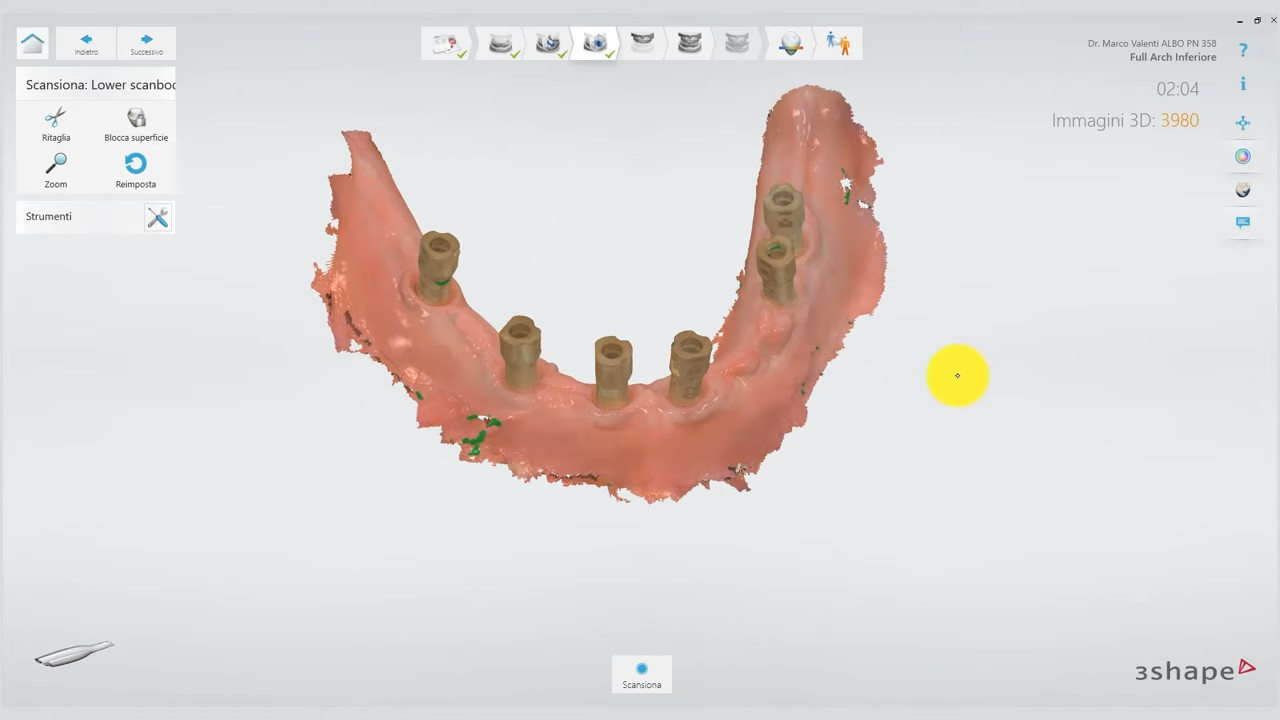 Indietro
Successivo
Dr. Marco Valenti ALBO PN 358
Full Arch Inferiore
Scansiona: Lower scanboc
02:04
Immagini 3D: 3980
Ritaglia
Blocca superficie
Zoom
Reimposta
Strumenti
Scansiona
3shape